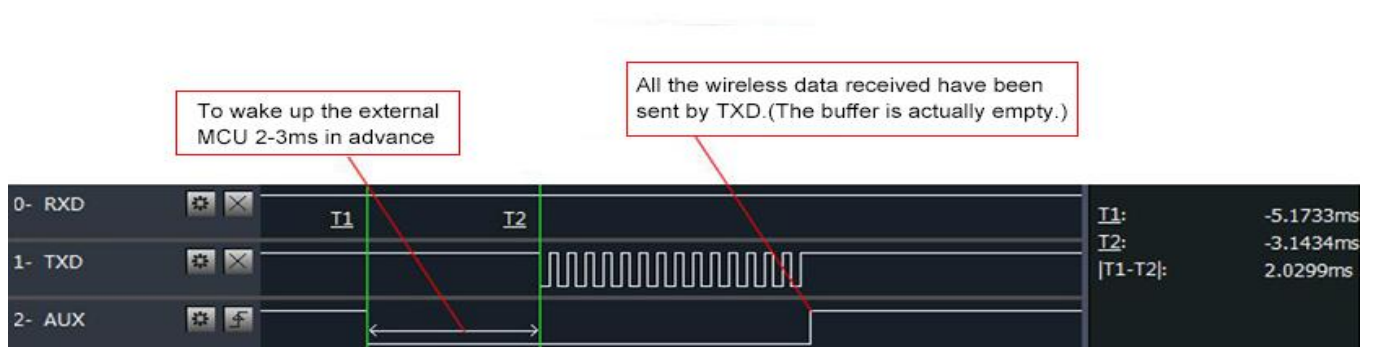 To wake up the external
MCU 2-3ms in advance
All the wireless data received have been
sent by TXD.(The buffer is actually empty.)
0- RXD
T1
T2
1- TXD
2- AUX
T1: -5.1733ms
T2: -3.1434ms
|T1-T2|: 2.0299ms